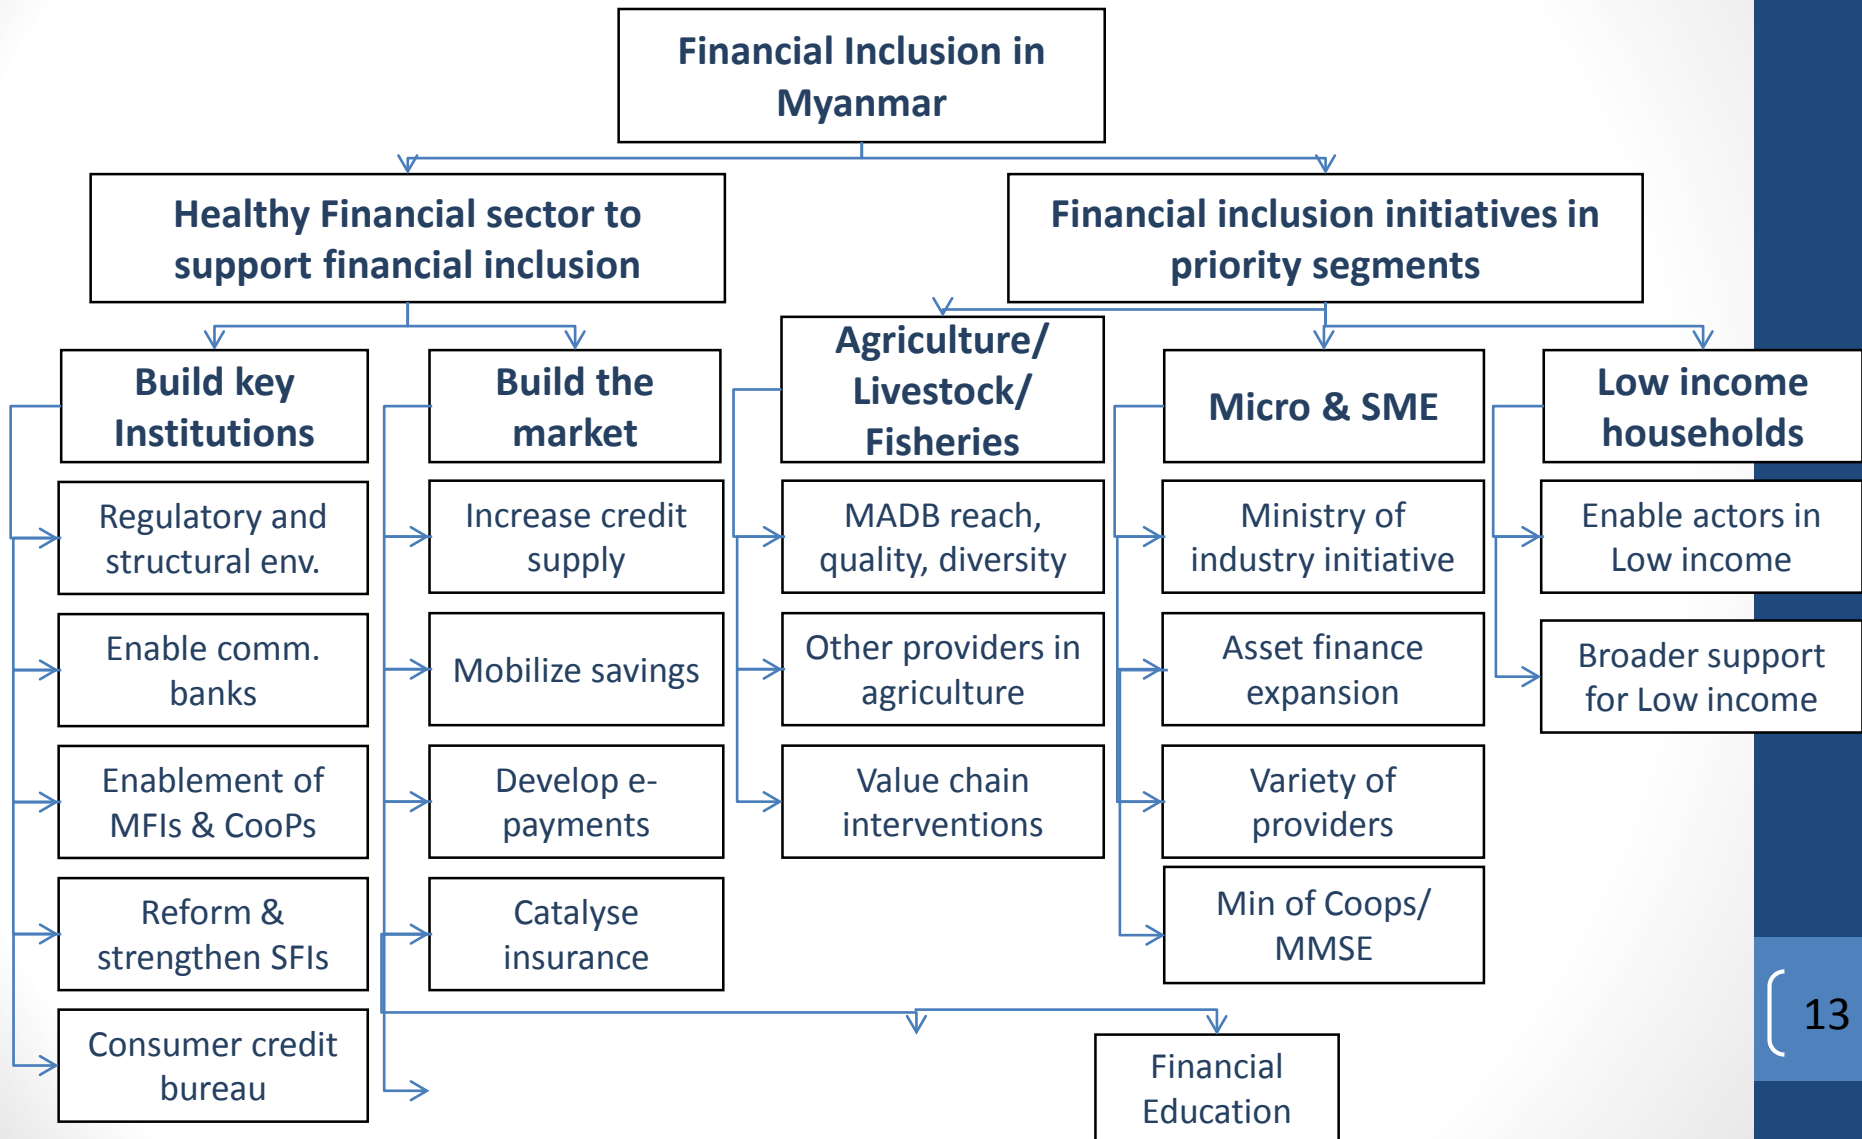 Financial Inclusion in
Myanmar
Healthy Financial sector to
support financial inclusion
Financial inclusion initiatives in
priority segments
Build key
Institutions
Build the
market
Agriculture/
Livestock/
Fisheries
Micro & SME
Low income
households
Regulatory and
structural env.
Enable comm.
banks
Enablement of
MFIs & CooPs
Reform &
strengthen SFIs
Consumer credit
bureau
Increase credit
supply
Mobilize savings
Develop e-
payments
Catalyse
insurance
MADB reach,
quality, diversity
Other providers in
agriculture
Value chain
interventions
Ministry of
industry initiative
Asset finance
expansion
Variety of
providers
Min of Coops/
MMSE
Enable actors in
Low income
Broader support
for Low income
Financial
Education
13